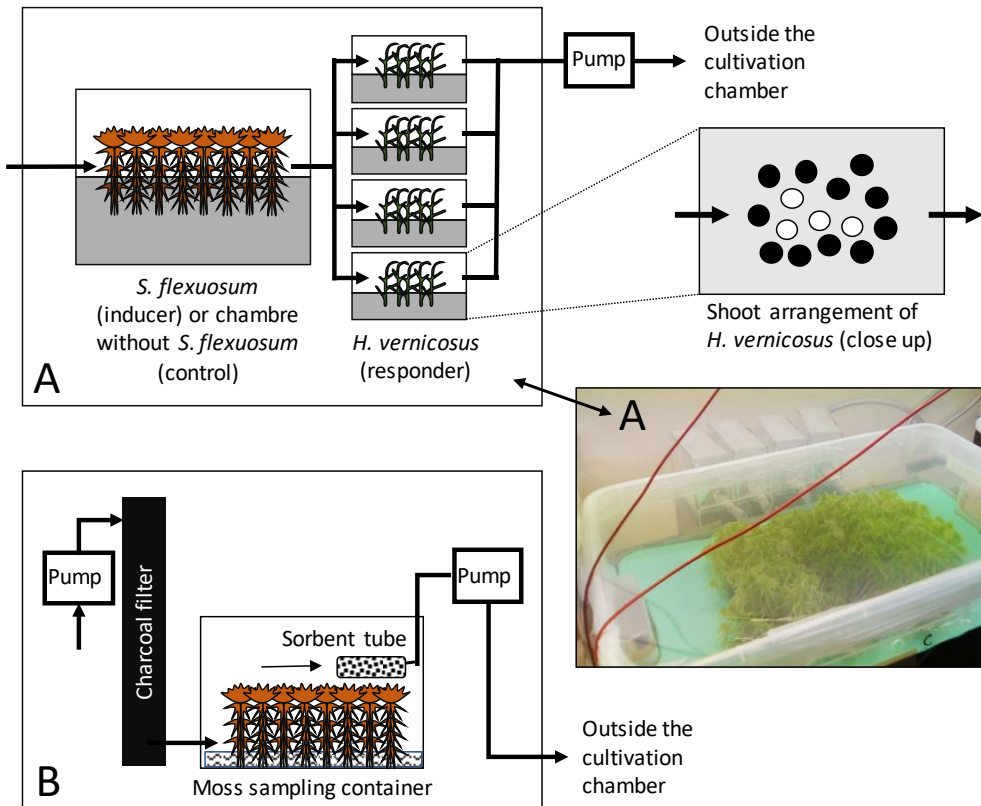 Pump
Outside the
cultivation
chamber
S. flexuosum
(inducer) or chambre
without S. flexuosum
(control)
H. vernicosus
(responder)
Shoot arrangement of
H. vernicosus (close up)
A
A
C
Pump
Charcoal filter
Sorbent tube
Pump
Moss sampling container
Outside the
cultivation
chamber
B